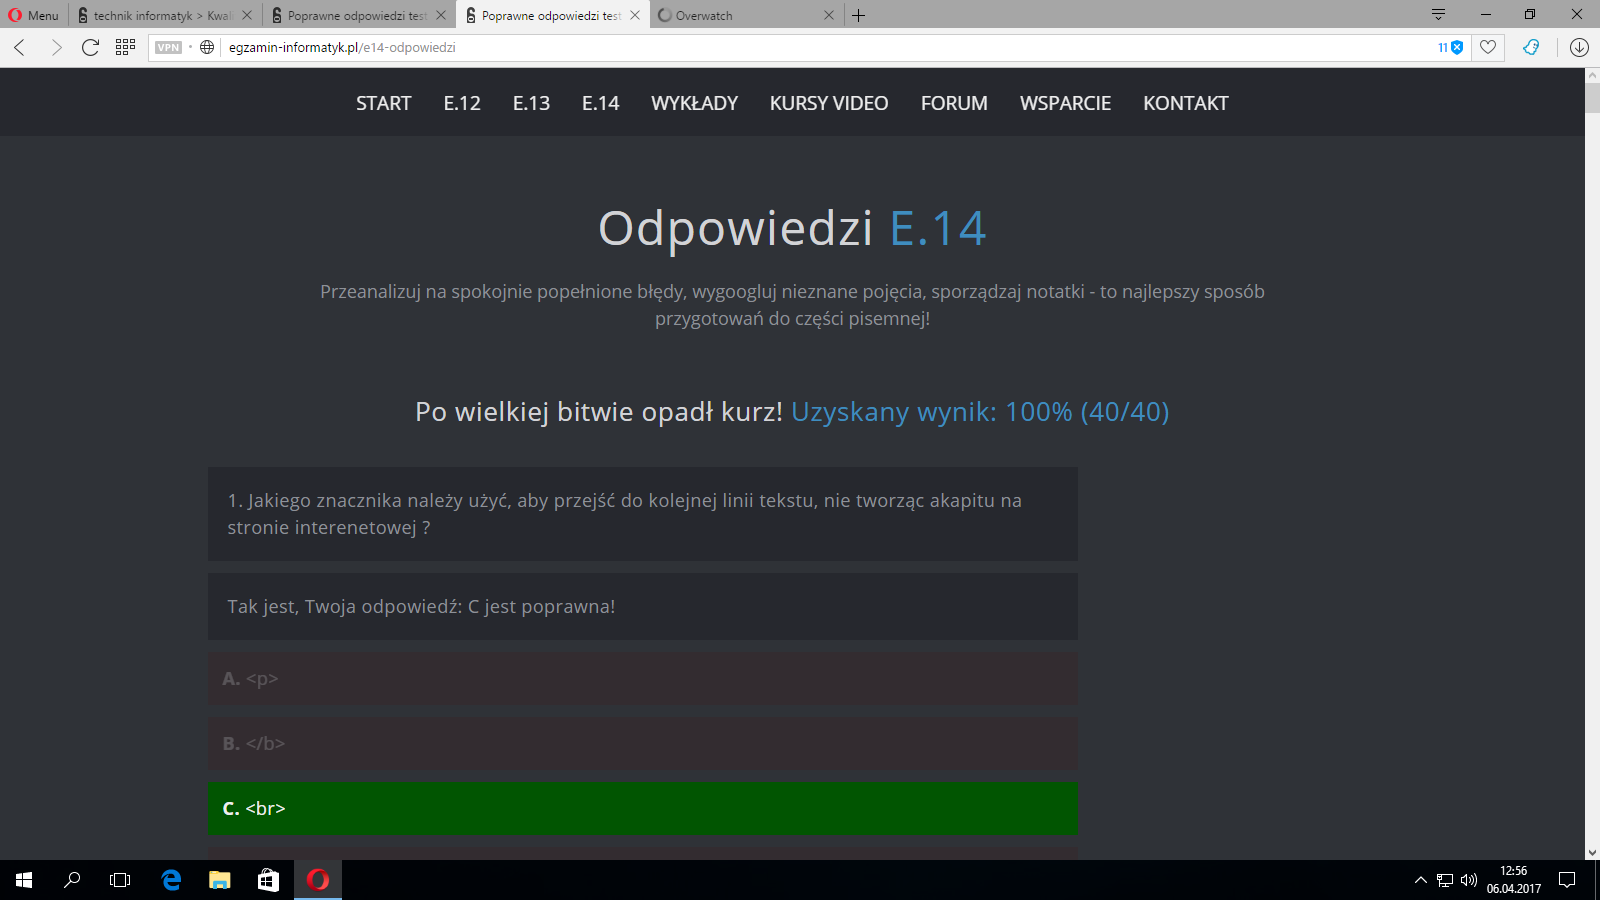 Menu
technik informatyk > Kwali
Poprawne odpowiedzi test
Poprawne odpowiedzi test
Overwatch
VPN
egzamin-informatyk.pl/e14-odpowiedzi
11
START E.12 E.13 E.14 WYKŁADY KURSY VIDEO FORUM WSPARCIE KONTAKT
Odpowiedzi E.14
Przeanalizuj na spokojnie popełnione błędy, wygoogluj nieznane pojęcia, sporządzaj notatki - to najlepszy sposób
przygotowań do części pisemnej!
Po wielkiej bitwie opadł kurz! Uzyskany wynik: 100% (40/40)
1. Jakiego znacznika należy użyć, aby przejść do kolejnej linii tekstu, nie tworząc akapitu na
stronie interenetowej ?
Tak jest, Twoja odpowiedź: C jest poprawna!
A. <p>
B. </b>
C. <br>
12:56
06.04.2017